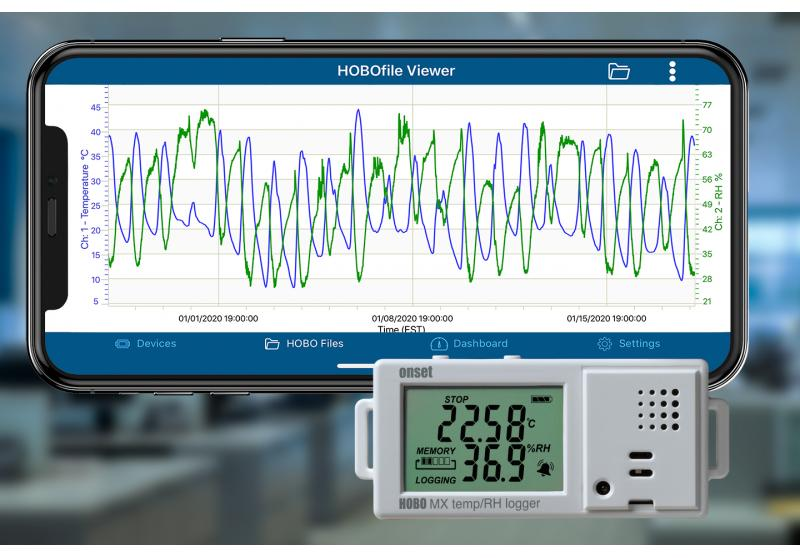 HOBOfile Viewer
45
40
35
30
25
20
15
10
5
Ch: 1 - Temperature °C
77
70
63
56
49
42
35
28
21
Ch: 2 - RH %
01/01/2020 19:00:00
01/08/2020 19:00:00
01/15/2020 19:00:00
Time (EST)
Devices
HOBO Files
Dashboard
Settings
onset
STOP
22.58°C
MEMORY
%RH
36.9
LOGGING
HOBO MX temp/RH logger